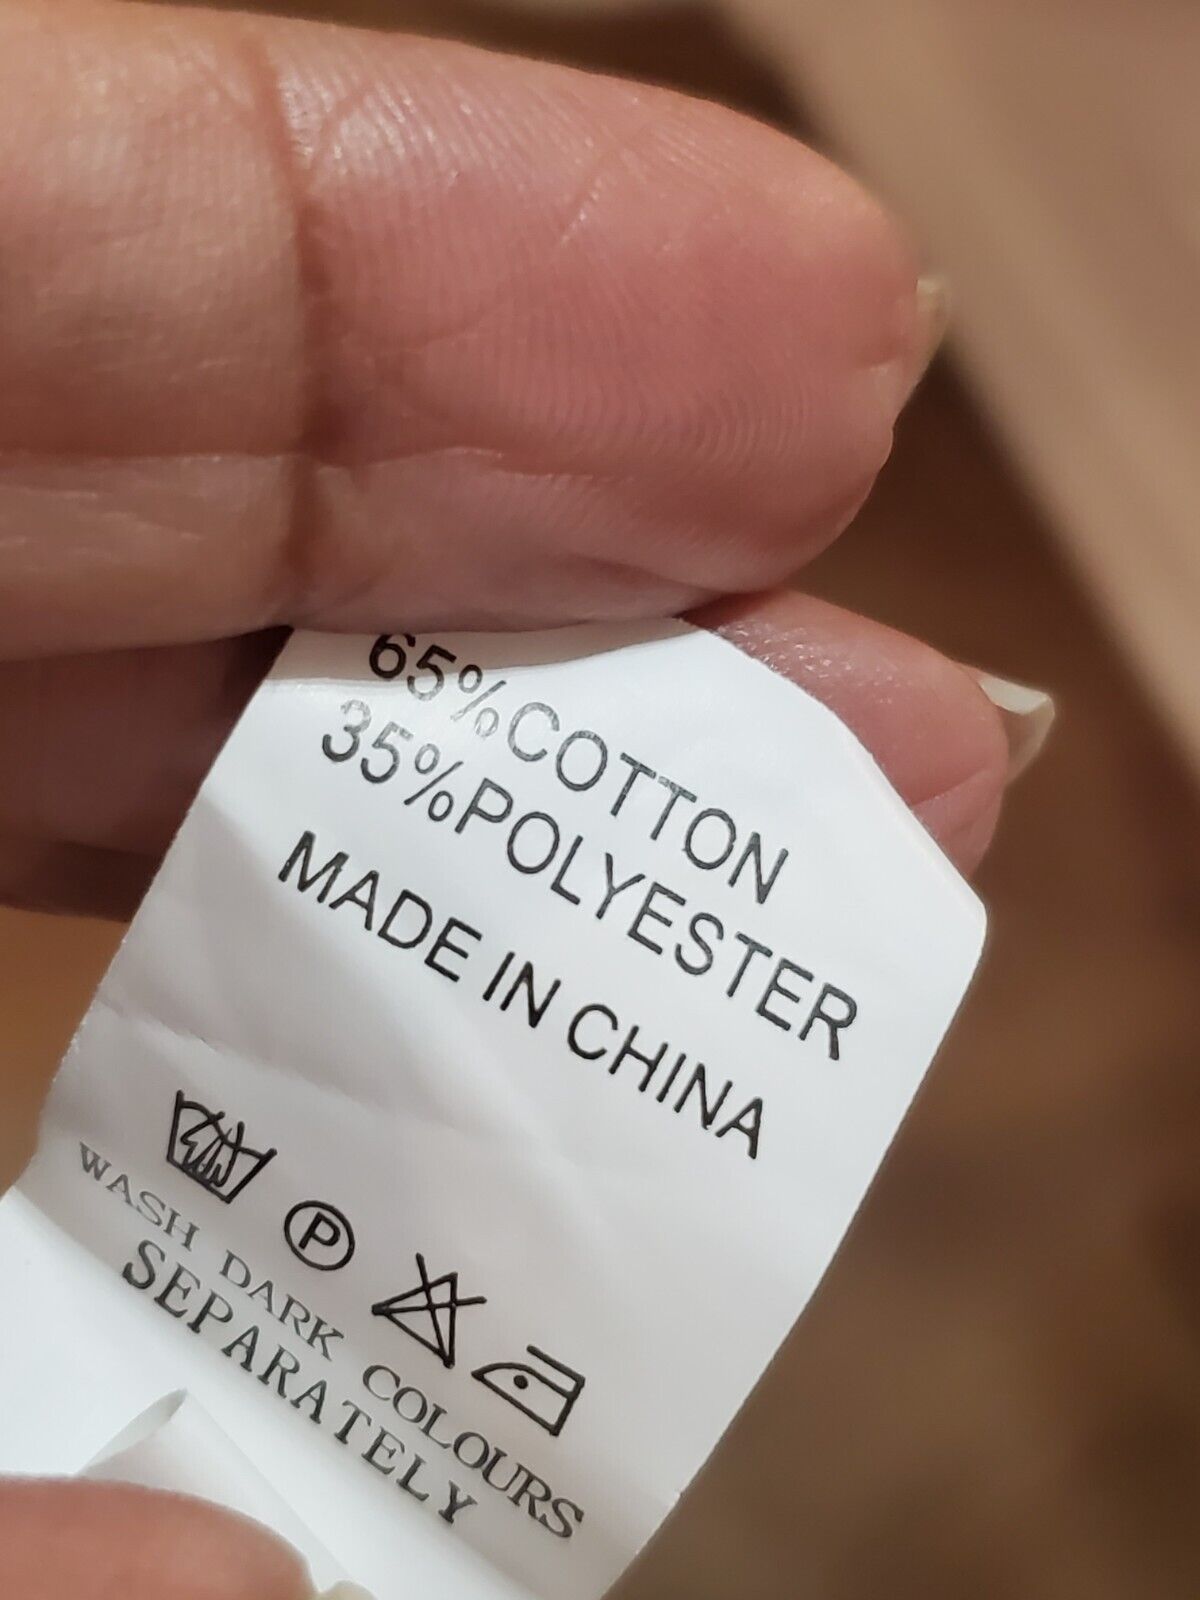 65%COTTON
35%POLYESTER
MADE IN CHINA
P
WASH DARK COLOURS
SEPARATELY